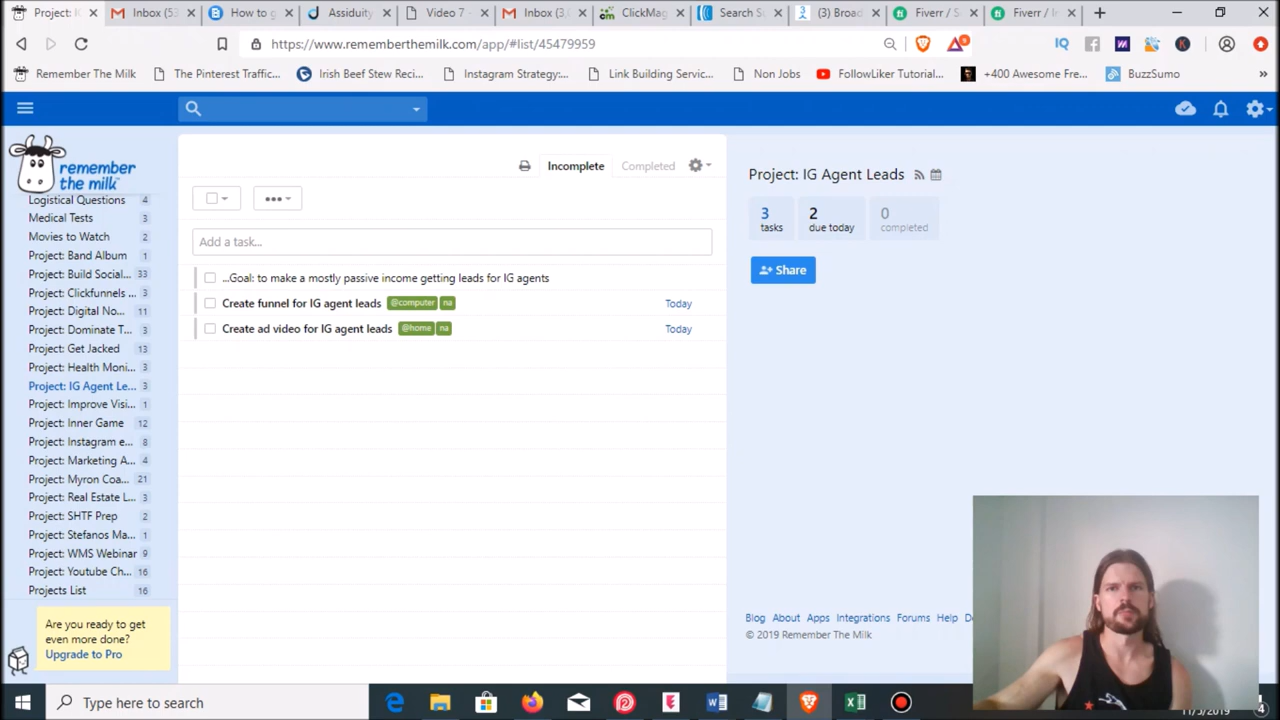 Project: I
Inbox (53
How to g
Assiduity
Video 7 -
Inbox (3,
ClickMag
Search Su
(3) Broad
Fiverr / S
Fiverr / Ir
https://www.rememberthemilk.com/app/#list/45479959
Remember The Milk
The Pinterest Traffic...
Irish Beef Stew Reci...
Instagram Strategy:...
Link Building Servic...
Non Jobs
FollowLiker Tutorial...
+400 Awesome Fre...
BuzzSumo
»
remember
the milk
Logistical Questions 4
Medical Tests 3
Movies to Watch 2
Project: Band Album 1
Project: Build Social... 33
Project: Clickfunnels ... 3
Project: Digital No... 11
Project: Dominate T... 3
Project: Get Jacked 13
Project: Health Moni... 3
Project: IG Agent Le... 3
Project: Improve Visi... 1
Project: Inner Game 12
Project: Instagram e... 8
Project: Marketing A... 4
Project: Myron Coa... 21
Project: Real Estate L... 3
Project: SHTF Prep 2
Project: Stefanos Ma... 1
Project: WMS Webinar 9
Project: Youtube Ch... 16
Projects List 16
Are you ready to get
even more done?
Upgrade to Pro
Incomplete
Completed
Add a task...
...Goal: to make a mostly passive income getting leads for IG agents
Create funnel for IG agent leads @computer na Today
Create ad video for IG agent leads @home na Today
Project: IG Agent Leads
3 2 0
tasks due today completed
Share
Blog About Apps Integrations Forums Help D
© 2019 Remember The Milk
Type here to search
11/5/2019
4